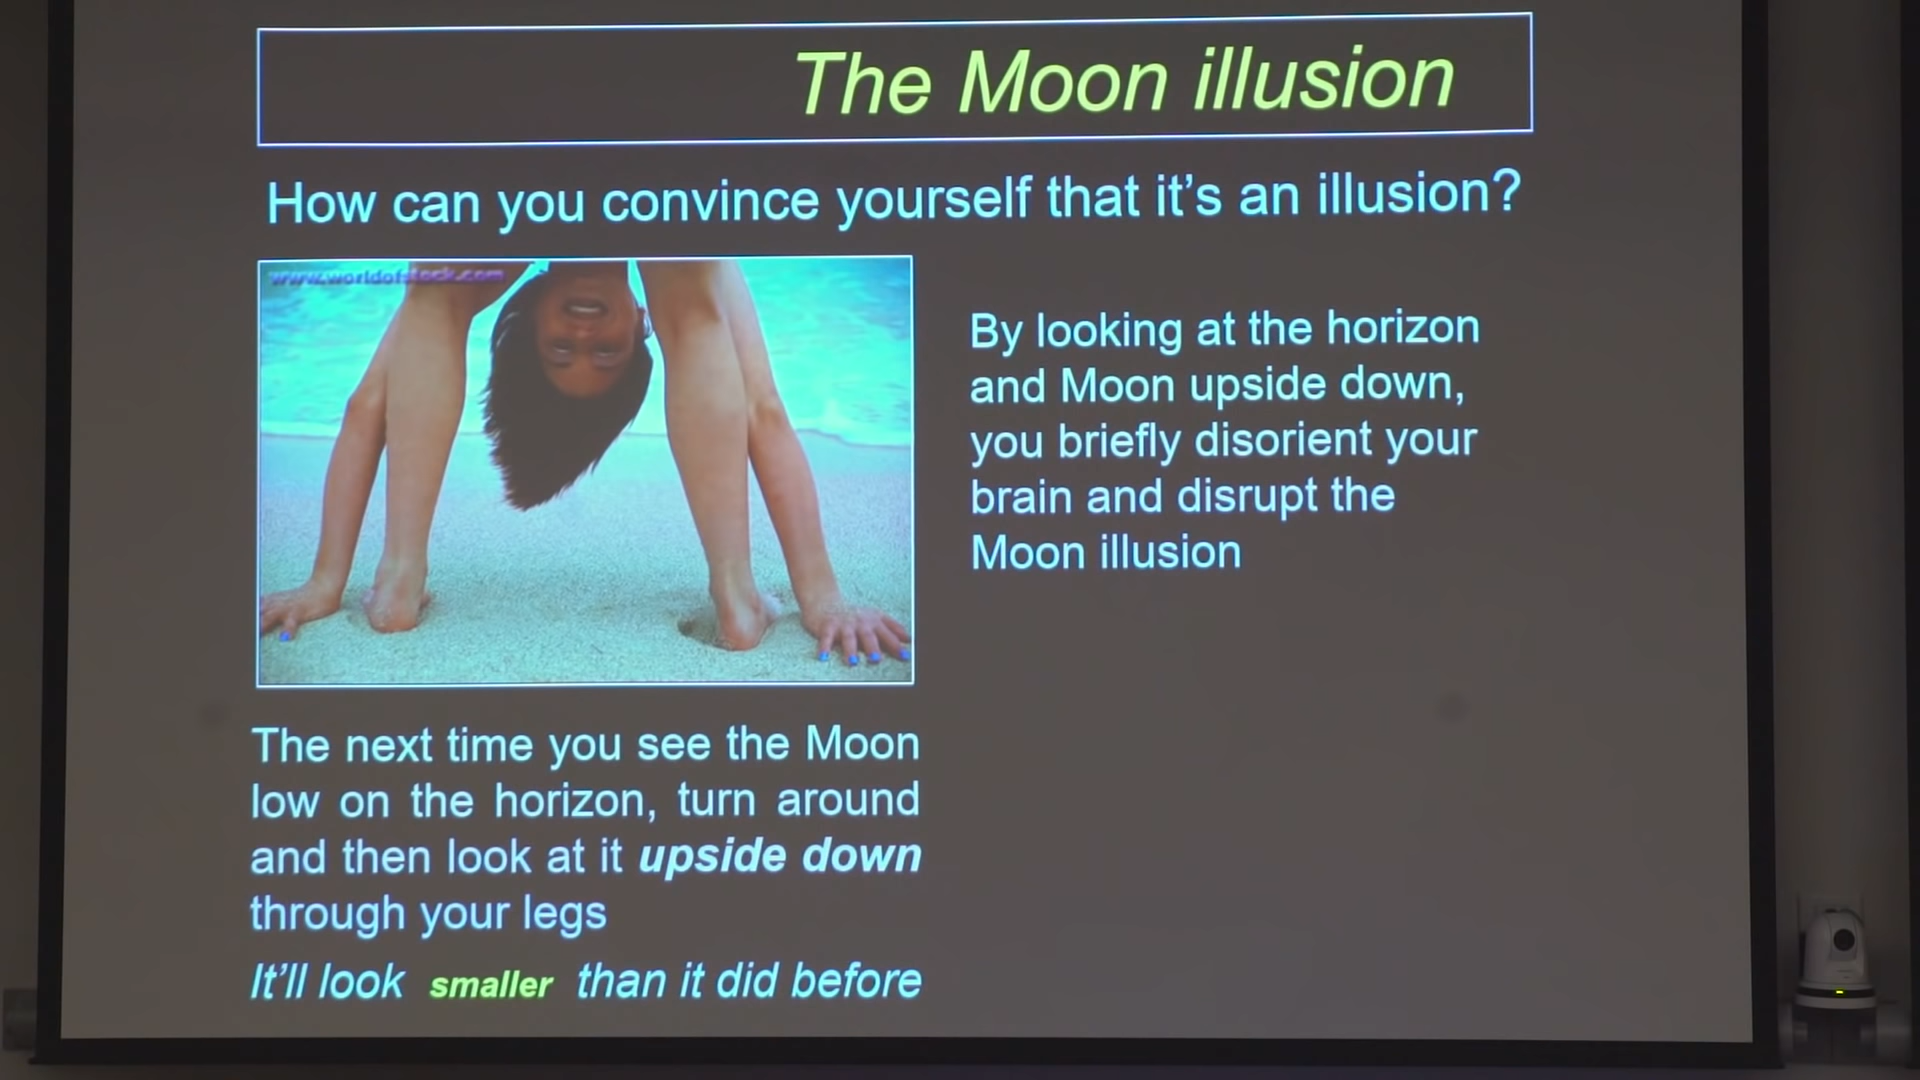 The Moon illusion
How can you convince yourself that it's an illusion?
www.worldofstock.com
By looking at the horizon
and Moon upside down,
you briefly disorient your
brain and disrupt the
Moon illusion
The next time you see the Moon
low on the horizon, turn around
and then look at it upside down
through your legs
It'll look smaller than it did before